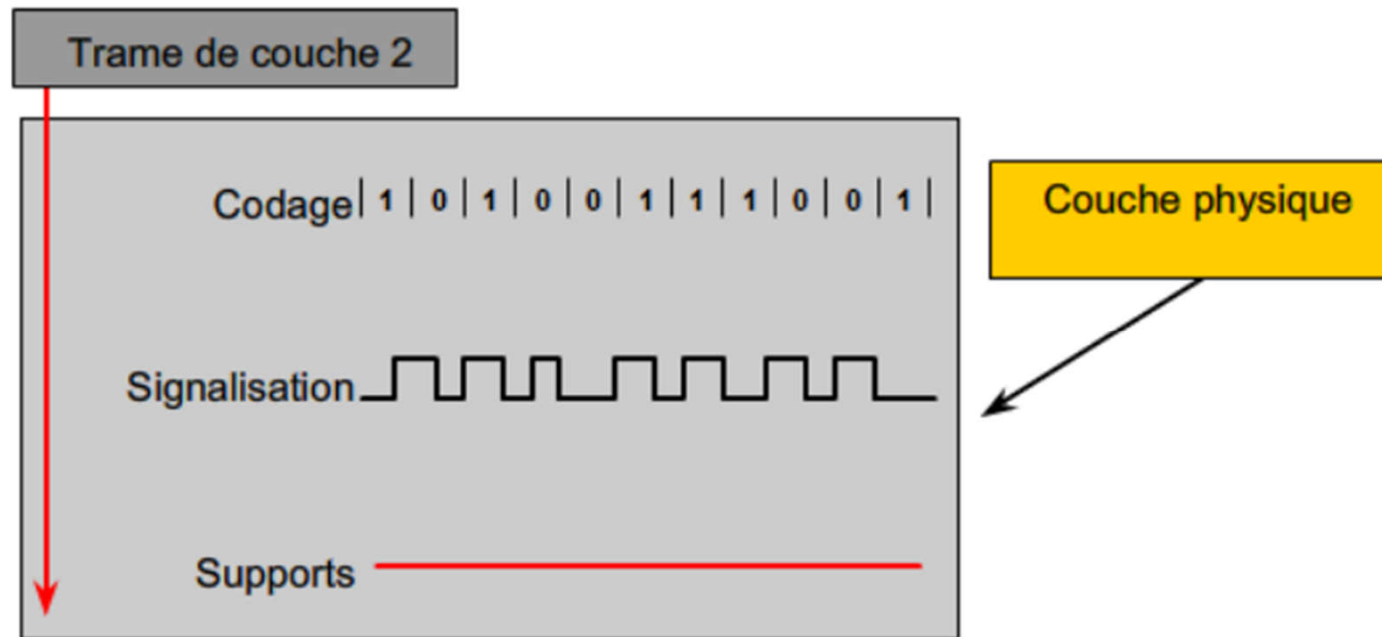 Trame de couche 2
Codage | 1 | 0 | 1 | 0 | 0 | 1 | 1 | 1 | 0 | 0 | 1 |
Couche physique
Signalisation
Supports